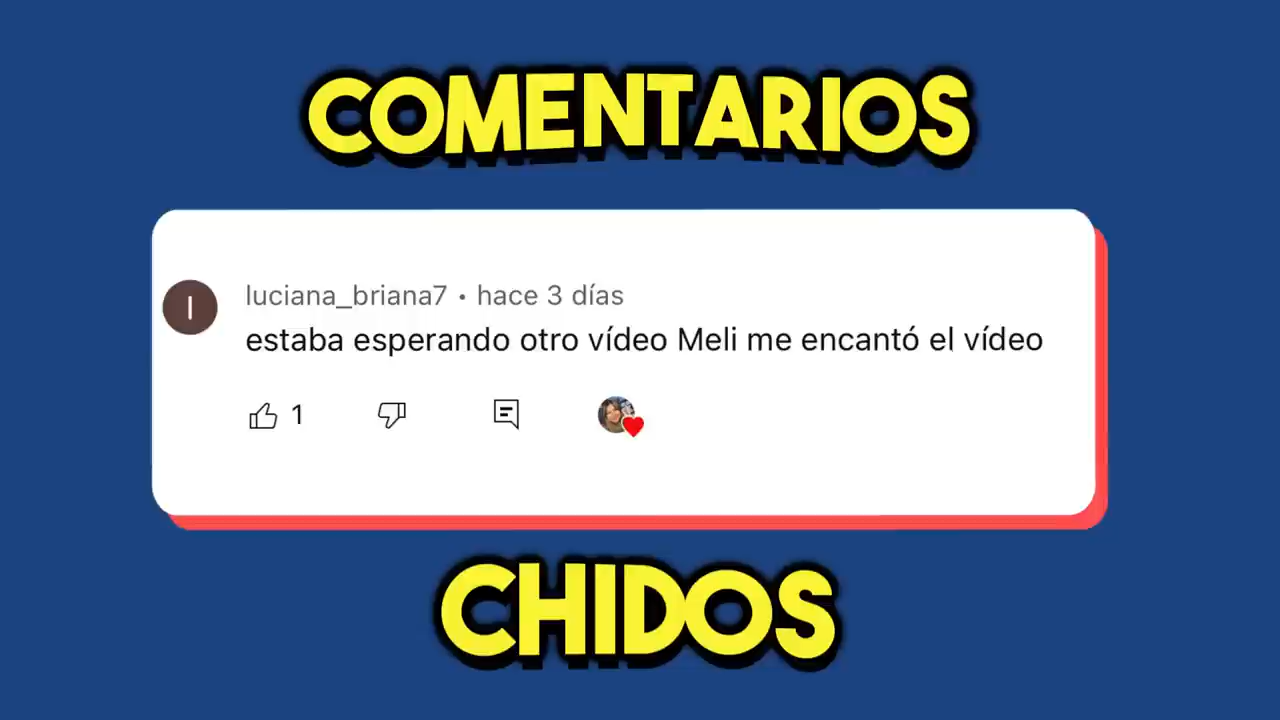 COMENTARIOS
l
luciana_briana7 • hace 3 días
estaba esperando otro vídeo Meli me encantó el vídeo
1
CHIDOS